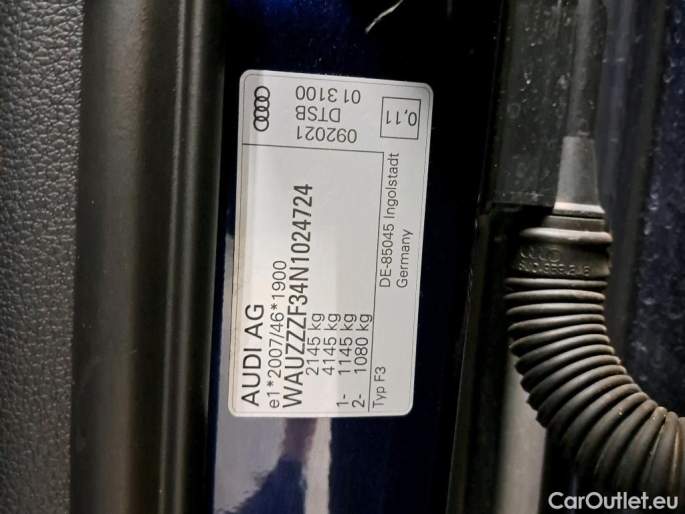 AUDI AG
e1*2007/46*1900
WAUZZZF34N1024724
2145 kg
4145 kg
1- 1145 kg
2- 1080 kg
Typ F3
092021
DTSB
013100
0,11
DE-85045 Ingolstadt
Germany
CarOutlet.eu